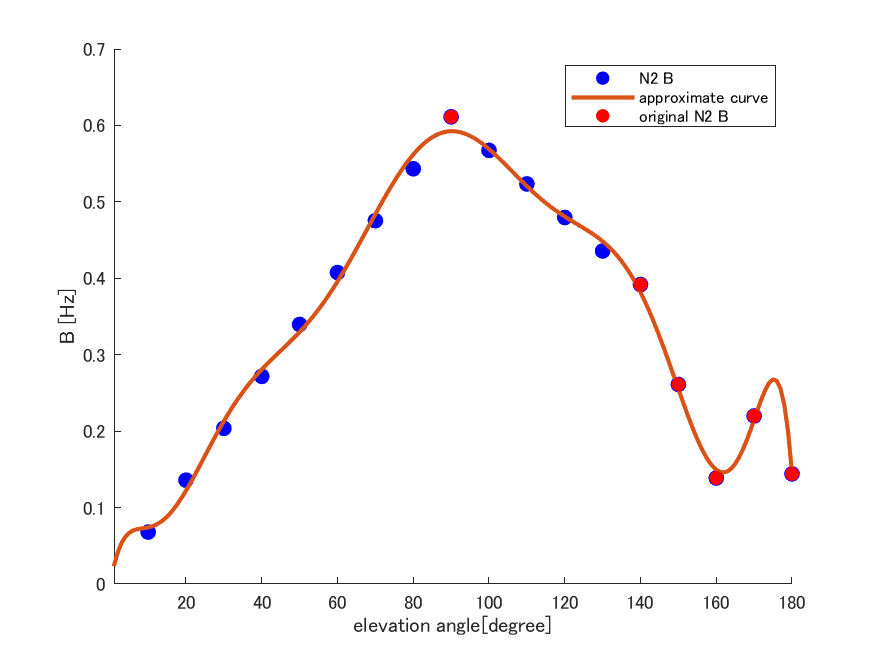 0.7
0.6
0.5
0.4
0.3
0.2
0.1
0
B [Hz]
20 40 60 80 100 120 140 160 180
elevation angle[degree]
N2 B
approximate curve
original N2 B